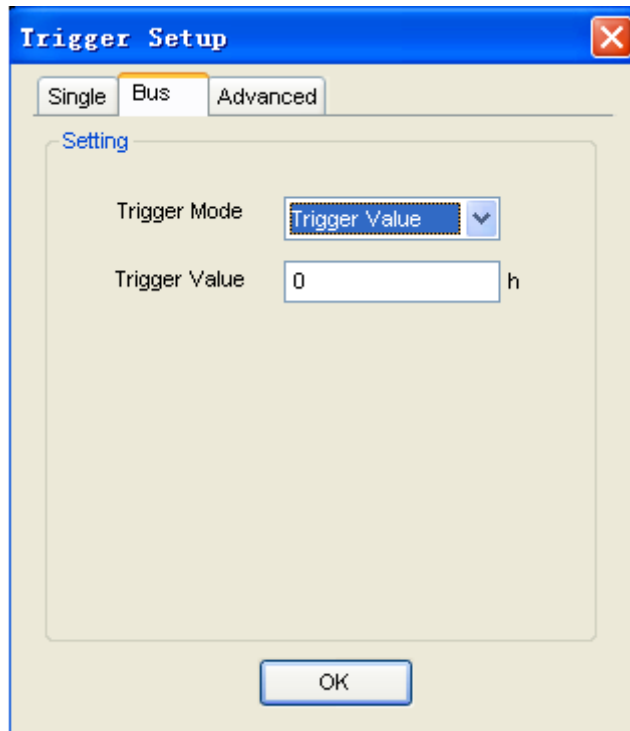 Trigger Setup
Single Bus Advanced
Setting
Trigger Mode Trigger Value
Trigger Value 0 h
OK